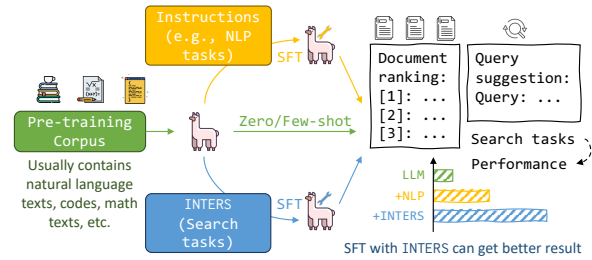 Instructions
(e.g., NLP
tasks)
SFT
Pre-training
Corpus
Usually contains
natural language
texts, codes, math
texts, etc.
Zero/Few-shot
INTERS
(Search
tasks)
SFT
Document
ranking:
[1]: ...
[2]: ...
[3]: ...
Query
suggestion:
Query: ...
Search tasks
Performance
LLM
+NLP
+INTERS
SFT with INTERS can get better result